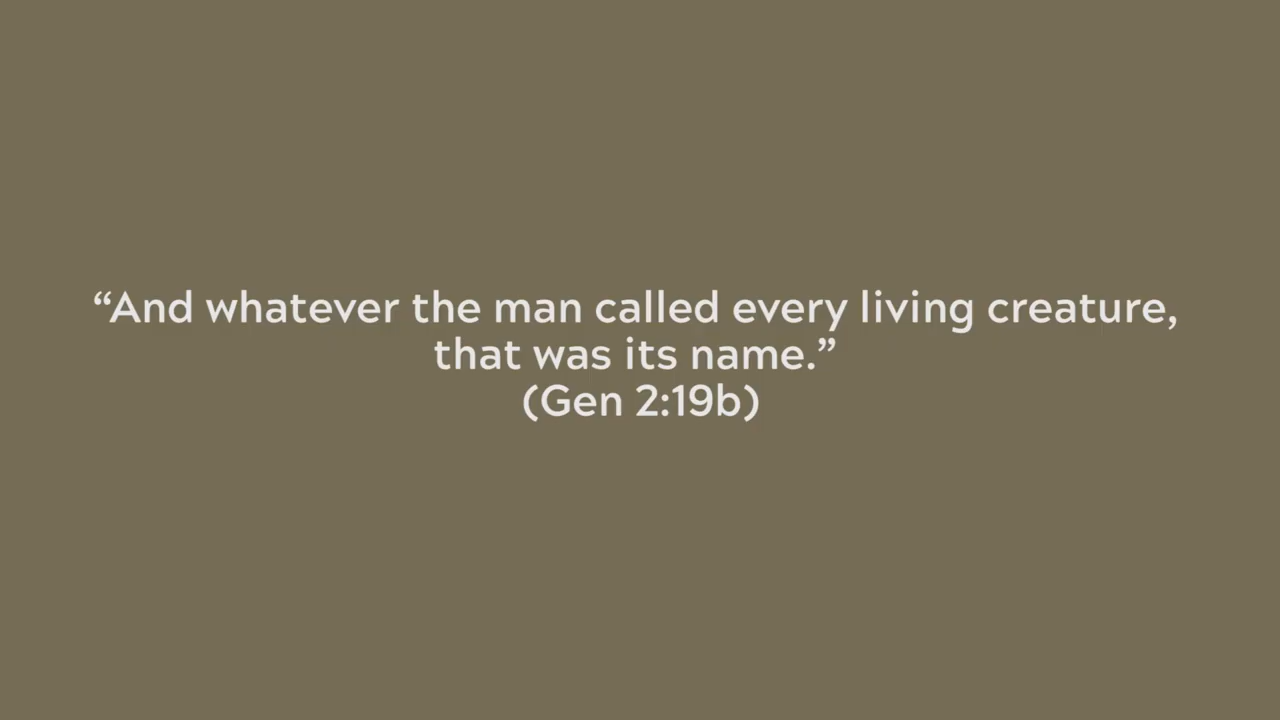 “And whatever the man called every living creature,
that was its name.”
(Gen 2:19b)